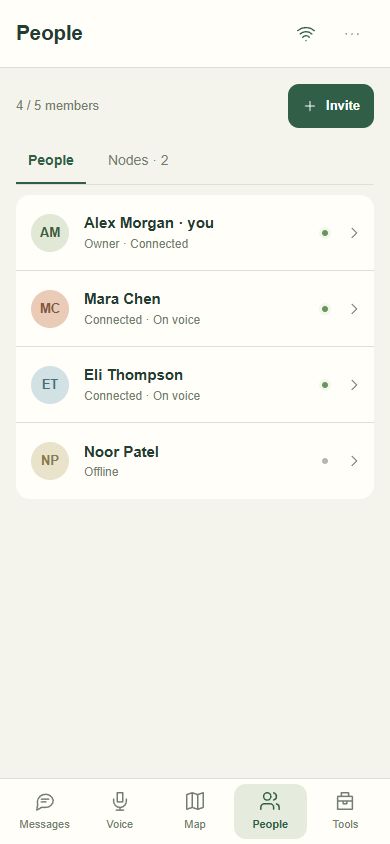 People
4 / 5 members
Invite
People
Nodes · 2
AM
Alex Morgan · you
Owner · Connected
MC
Mara Chen
Connected · On voice
ET
Eli Thompson
Connected · On voice
NP
Noor Patel
Offline
Messages
Voice
Map
People
Tools